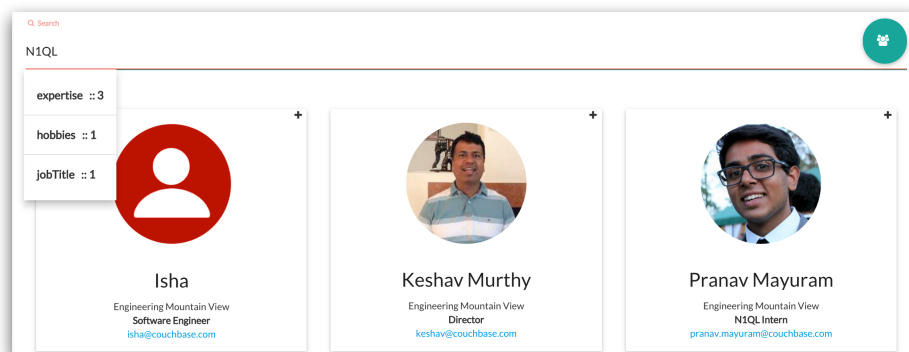 Search
N1QL
expertise :: 3
hobbies :: 1
jobTitle :: 1
Isha
Engineering Mountain View
Software Engineer
isha@couchbase.com
Keshav Murthy
Engineering Mountain View
Director
keshav@couchbase.com
Pranav Mayuram
Engineering Mountain View
N1QL Intern
pranav.mayuram@couchbase.com